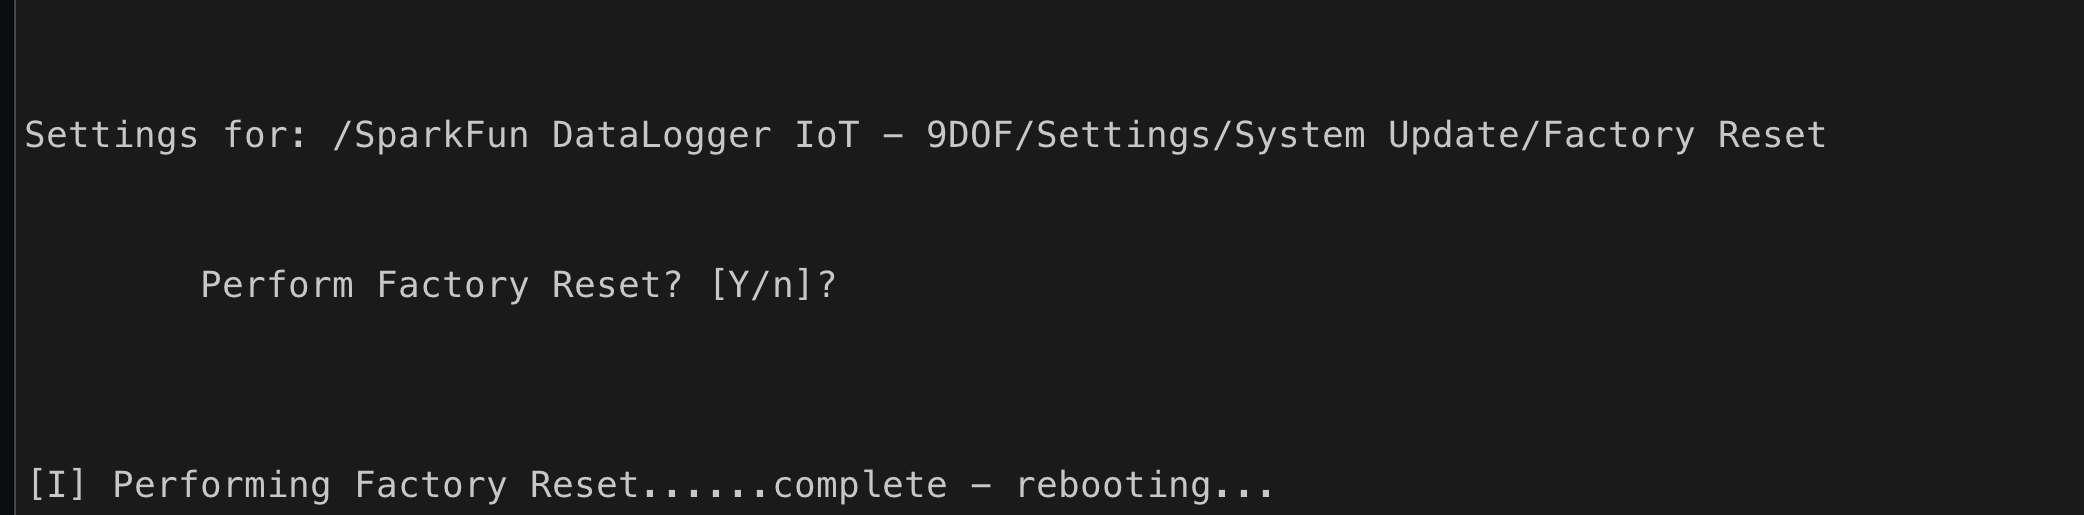 Settings for: /SparkFun DataLogger IoT – 9DOF/Settings/System Update/Factory Reset
Perform Factory Reset? [Y/n]?
[I] Performing Factory Reset......complete – rebooting...